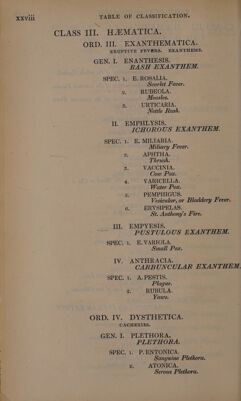 xxviii TABLE OF CLASSIFICATION.
CLASS III. HÆMATICA.
ORD. III. EXANTHEMATICA.
ERUPTIVE FEVERS. EXANTHEMS.
GEN. I. ENANTHESIS.
RASH EXANTHEM.
SPEC. 1. E. ROSALIA.
Scarlet Fever.
2. RUBEOLA.
Measles.
3. URTICARIA.
Nettle Rash.
II. EMPHLYSIS.
ICHOROUS EXANTHEM.
SPEC. 1. E. MILIARIA.
Miliary Fever.
2. APHTHA.
Thrush.
3. VACCINIA.
Cow Pox.
4. VARICELLA.
Water Pox.
5. PEMPHIGUS.
Vesicular, or Bladdery Fever.
6. ERYSIPELAS.
St. Anthony's Fire.
III. EMPYESIS.
PUSTULOUS EXANTHEM.
SPEC. 1. E. VARIOLA.
Small Pox.
IV. ANTHRACIA.
CARBUNCULAR EXANTHEM.
SPEC. 1. A. PESTIS.
Plague.
2. RUBULA.
Yaws.
ORD. IV. DYSTHETICA.
CACHEXIES.
GEN. I. PLETHORA.
PLETHORA.
SPEC. 1. P. ENTONICA.
Sanguine Plethora.
2. ATONICA.
Serous Plethora.